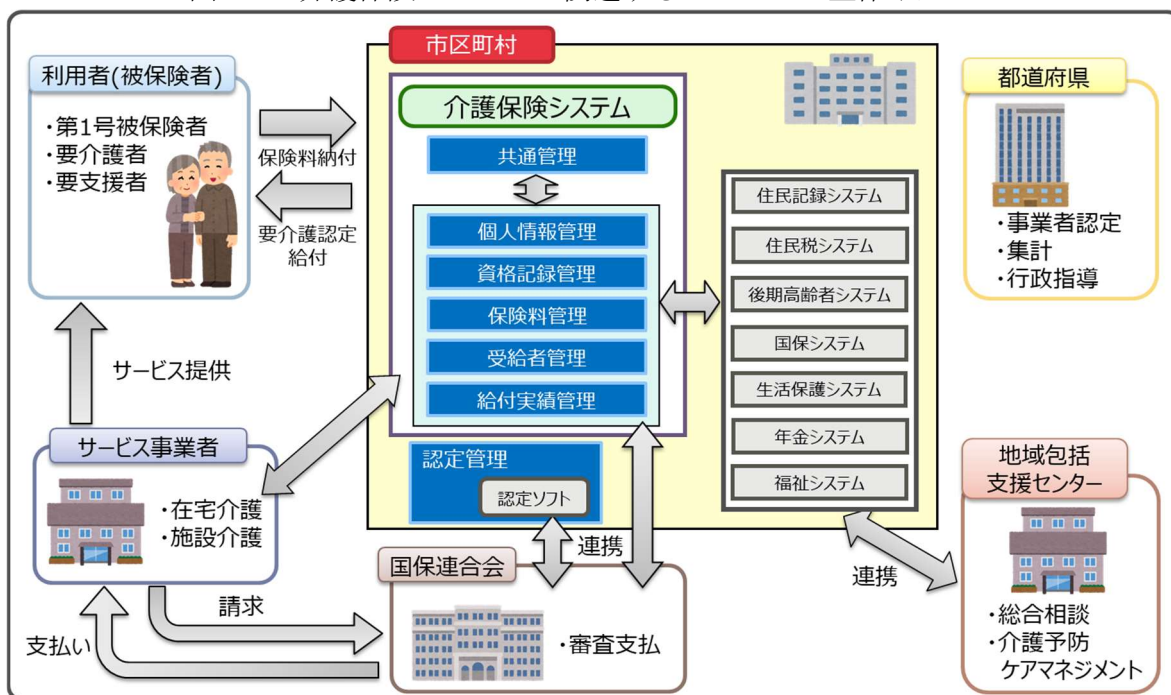 市区町村
利用者(被保険者)
・第1号被保険者
・要介護者
・要支援者
保険料納付
要介護認定
給付
介護保険システム
共通管理
個人情報管理
資格記録管理
保険料管理
受給者管理
給付実績管理
認定管理
認定ソフト
住民記録システム
住民税システム
後期高齢者システム
国保システム
生活保護システム
年金システム
福祉システム
都道府県
・事業者認定
・集計
・行政指導
サービス提供
サービス事業者
・在宅介護
・施設介護
請求
支払い
連携
国保連合会
・審査支払
連携
地域包括
支援センター
・総合相談
・介護予防
ケアマネジメント